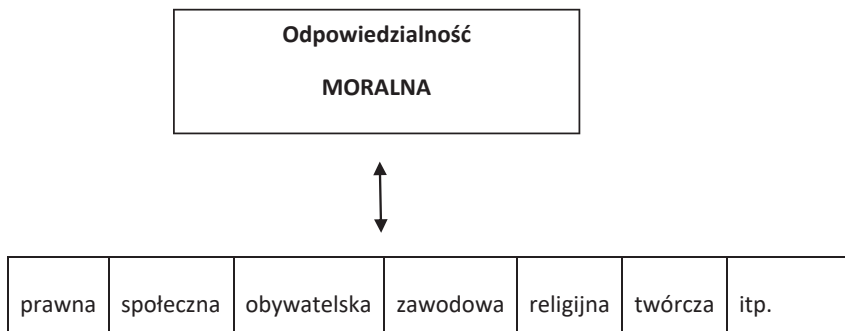 Odpowiedzialność
MORALNA
prawna społeczna obywatelska zawodowa religijna twórcza itp.